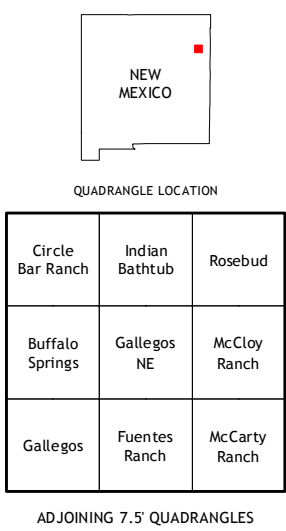 NEW
MEXICO
QUADRANGLE LOCATION
Circle
Bar Ranch
Indian
Bathtub
Rosebud
Buffalo
Springs
Gallegos
NE
McCloy
Ranch
Gallegos
Fuentes
Ranch
McCarty
Ranch
ADJOINING 7.5' QUADRANGLES